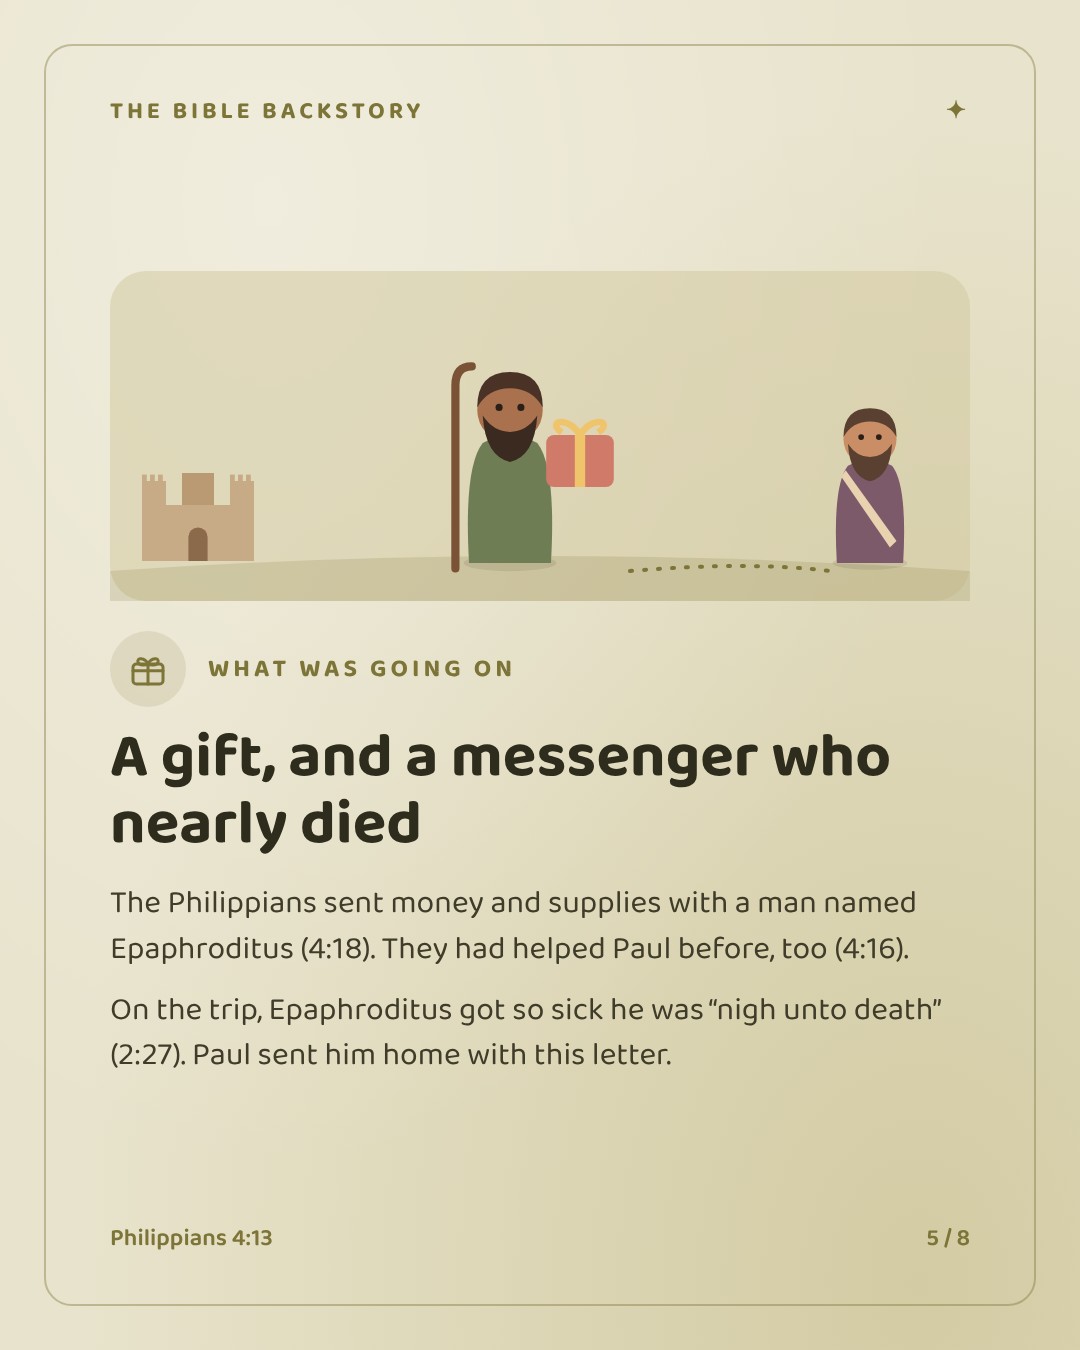 THE BIBLE BACKSTORY
WHAT WAS GOING ON
A gift, and a messenger who
nearly died
The Philippians sent money and supplies with a man named
Epaphroditus (4:18). They had helped Paul before, too (4:16).
On the trip, Epaphroditus got so sick he was “nigh unto death”
(2:27). Paul sent him home with this letter.
Philippians 4:13
5 / 8